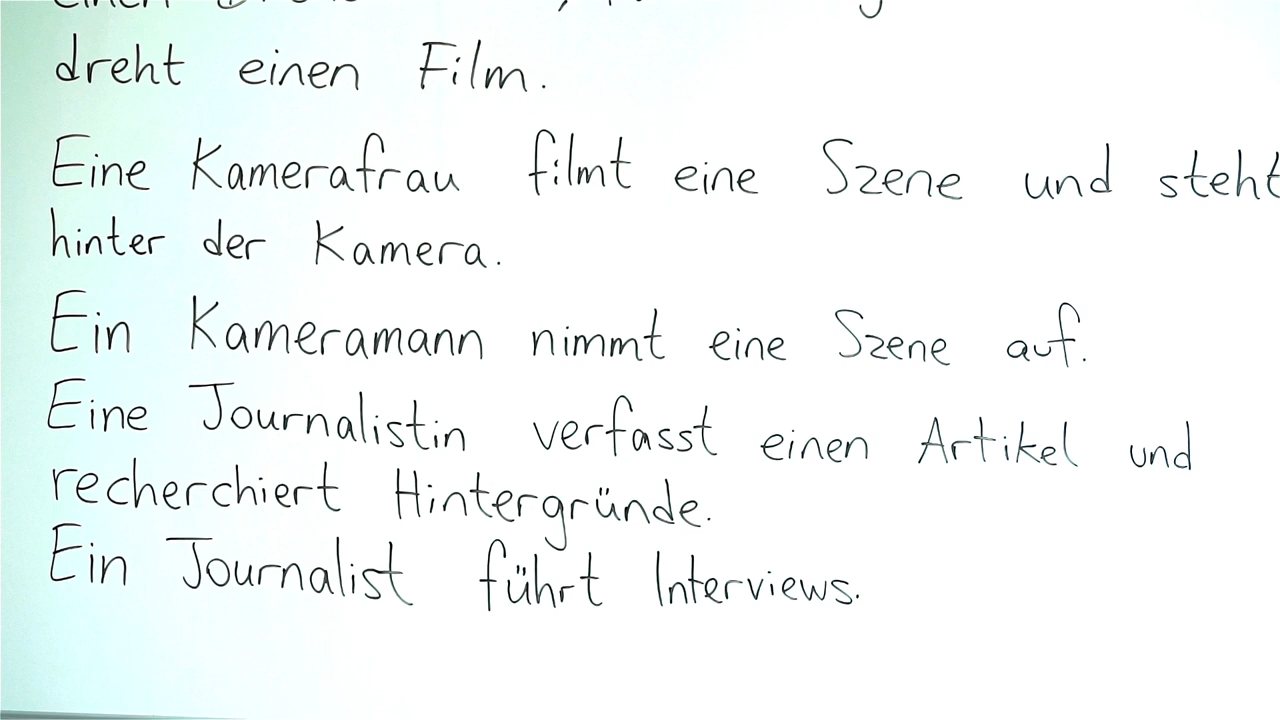 einen
dreht einen Film.
Eine Kamerafrau filmt eine Szene und steht
hinter der Kamera.
Ein Kameramann nimmt eine Szene auf.
Eine Journalistin verfasst einen Artikel und
recherchiert Hintergründe.
Ein Journalist führt Interviews.